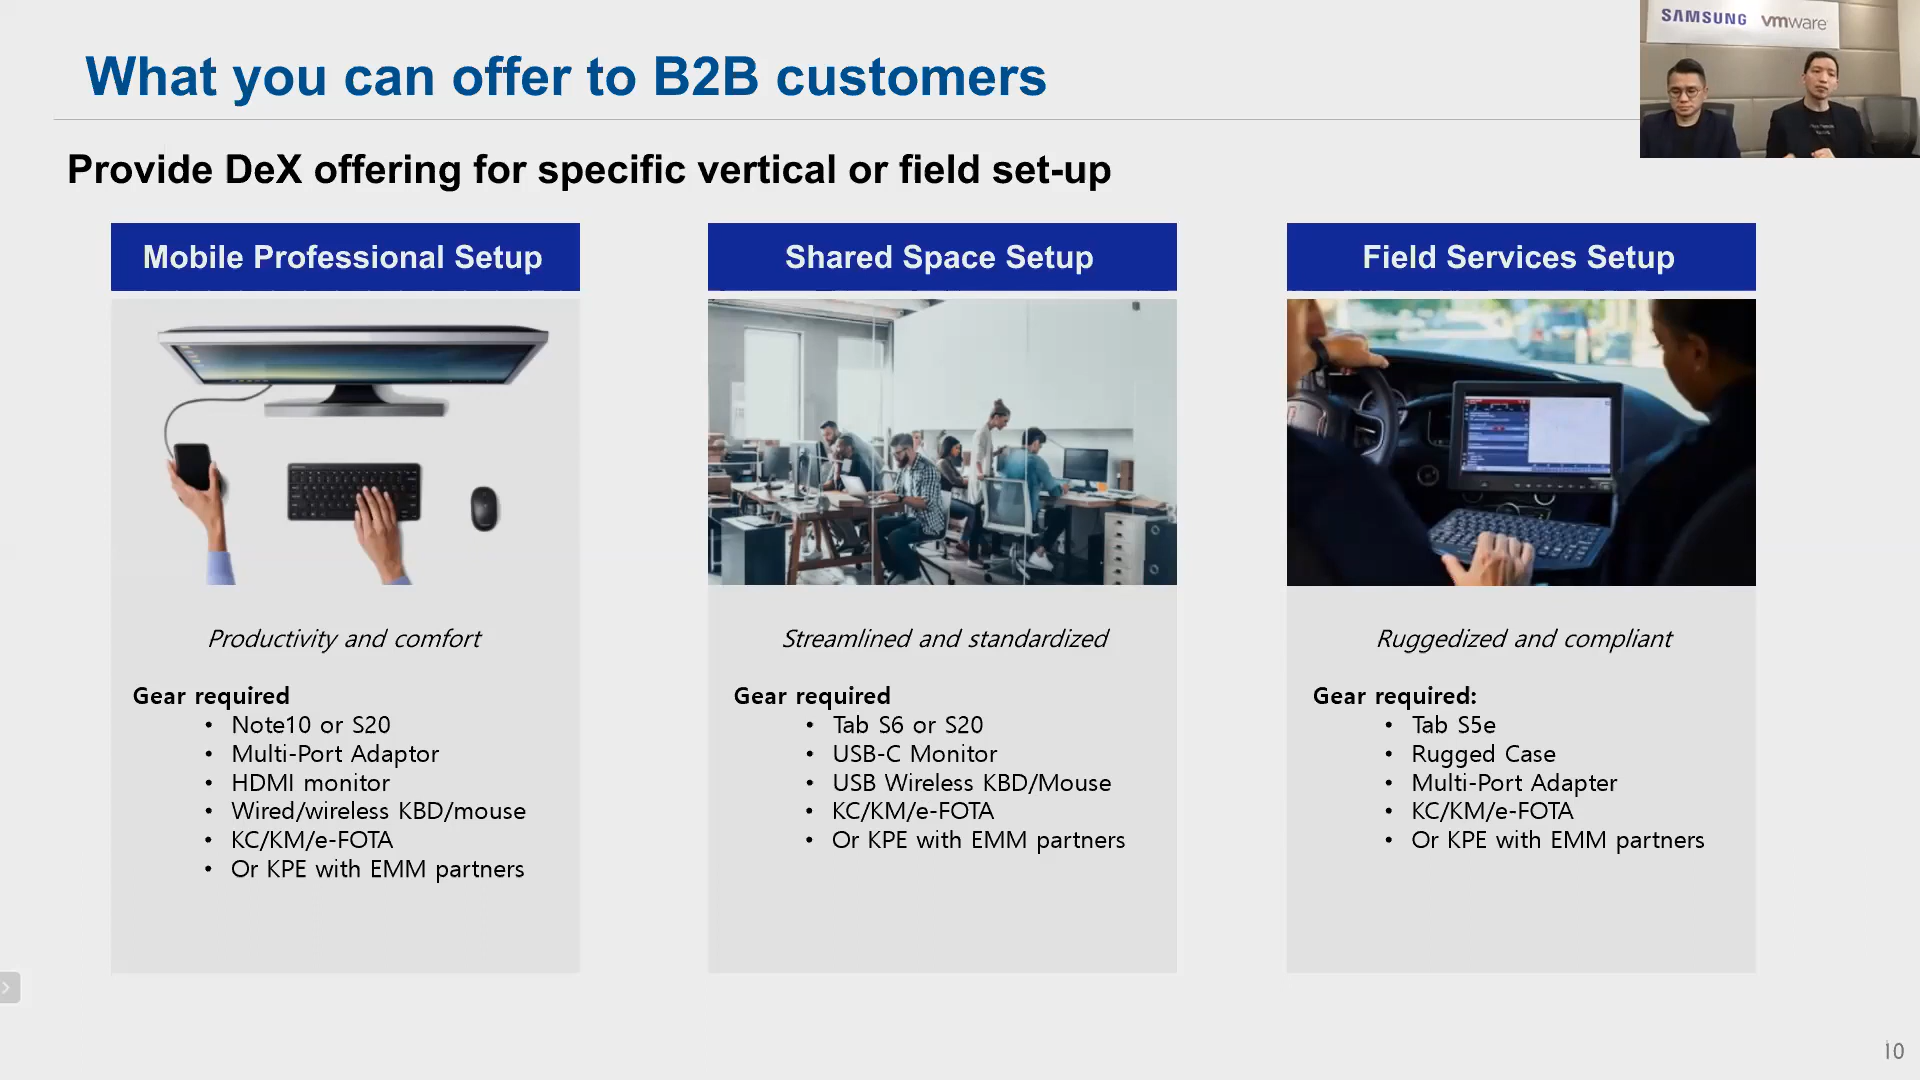 What you can offer to B2B customers
SAMSUNG vmware
Provide DeX offering for specific vertical or field set-up
Mobile Professional Setup
Productivity and comfort
Gear required
• Note10 or S20
• Multi-Port Adaptor
• HDMI monitor
• Wired/wireless KBD/mouse
• KC/KM/e-FOTA
• Or KPE with EMM partners
Shared Space Setup
Streamlined and standardized
Gear required
• Tab S6 or S20
• USB-C Monitor
• USB Wireless KBD/Mouse
• KC/KM/e-FOTA
• Or KPE with EMM partners
Field Services Setup
Ruggedized and compliant
Gear required:
• Tab S5e
• Rugged Case
• Multi-Port Adapter
• KC/KM/e-FOTA
• Or KPE with EMM partners
10